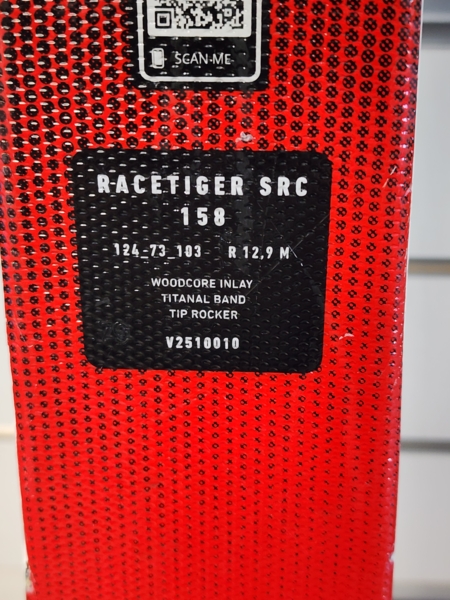 SCAN-ME
RACETIGER SRC
158
124_73_103 R 12,9 M
WOODCORE INLAY
TITANAL BAND
TIP ROCKER
V2510010